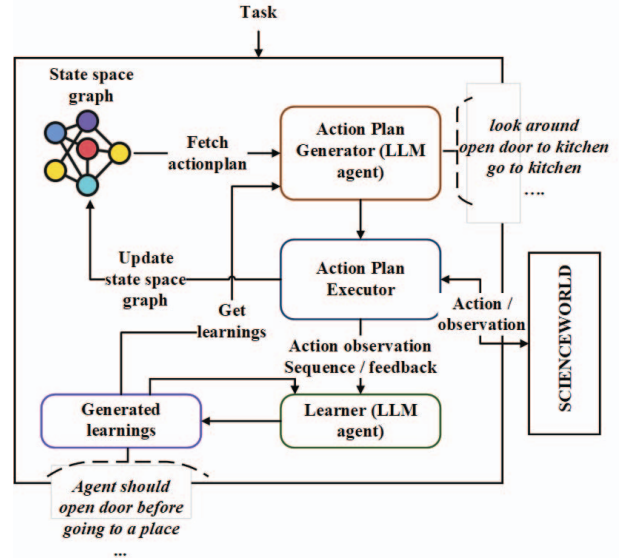 Task
State space
graph
Fetch
actionplan
Action Plan
Generator (LLM
agent)
look around
open door to kitchen
go to kitchen
....
Update
state space
graph
Get
learnings
Action Plan
Executor
Action /
observation
SCIENCEWORLD
Action observation
Sequence / feedback
Generated
learnings
Learner (LLM
agent)
Agent should
open door before
going to a place
...